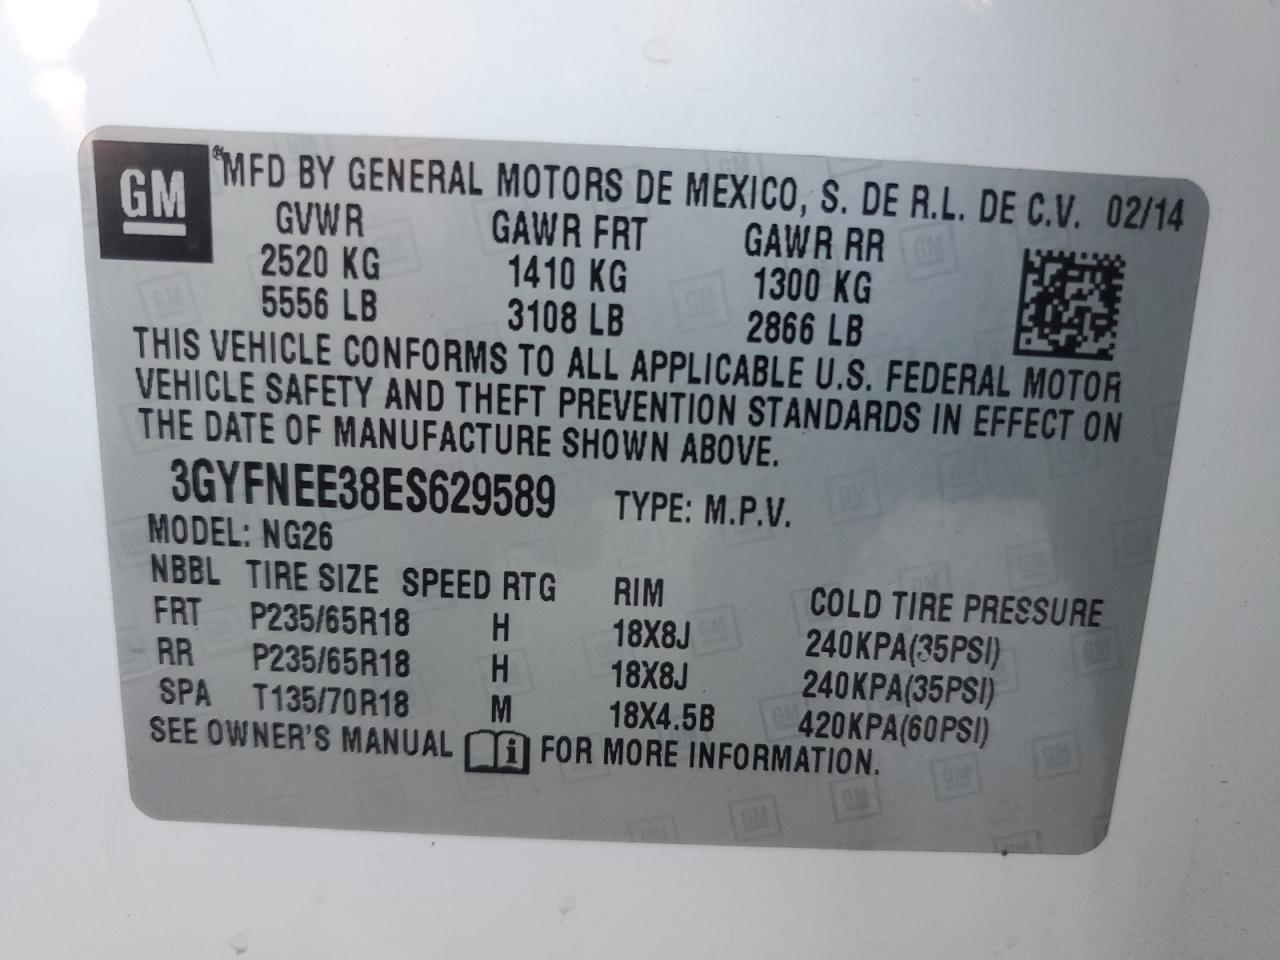 GM
® MFD BY GENERAL MOTORS DE MEXICO, S. DE R.L. DE C.V. 02/14
GVWR GAWR FRT GAWR RR
2520 KG 1410 KG 1300 KG
5556 LB 3108 LB 2866 LB
THIS VEHICLE CONFORMS TO ALL APPLICABLE U.S. FEDERAL MOTOR
VEHICLE SAFETY AND THEFT PREVENTION STANDARDS IN EFFECT ON
THE DATE OF MANUFACTURE SHOWN ABOVE.
3GYFNEE38ES629589 TYPE: M.P.V.
MODEL: NG26
NBBL TIRE SIZE SPEED RTG RIM COLD TIRE PRESSURE
FRT P235/65R18 H 18X8J 240KPA(35PSI)
RR P235/65R18 H 18X8J 240KPA(35PSI)
SPA T135/70R18 M 18X4.5B 420KPA(60PSI)
SEE OWNER'S MANUAL i FOR MORE INFORMATION.